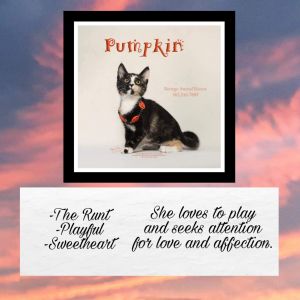 Pumpkin
-The Runt
-Playful
-Sweetheart
She loves to play
and seeks attention
for love and affection.